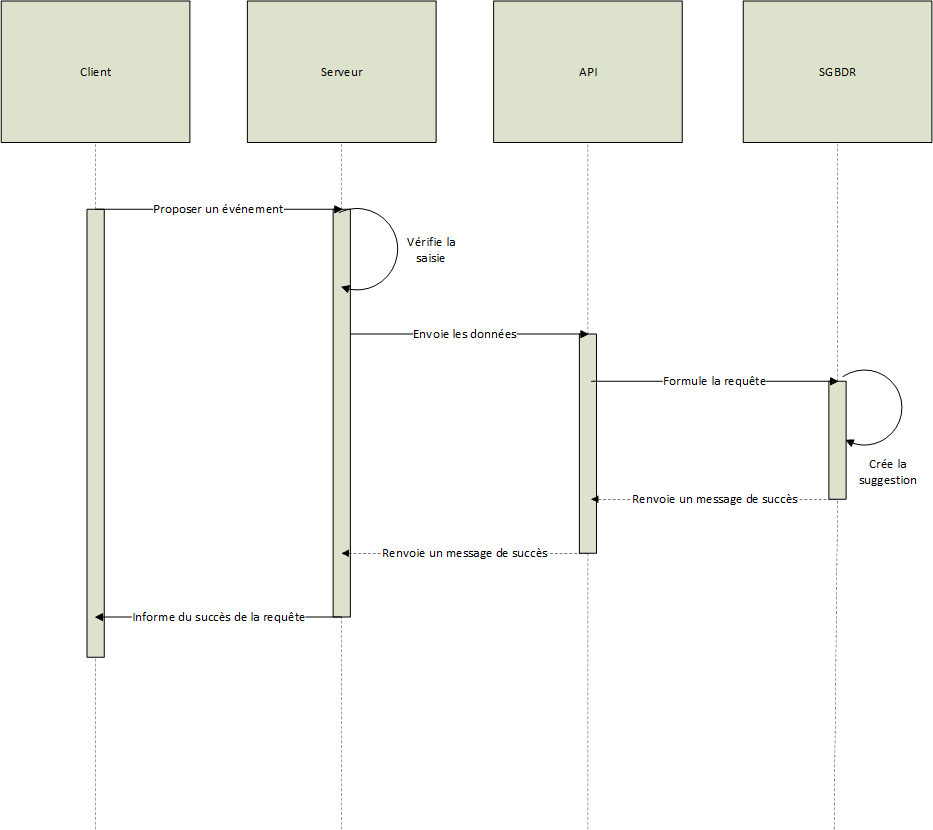 Client
Serveur
API
SGBDR
Proposer un événement
Vérifie la
saisie
Envoie les données
Formule la requête
Crée la
suggestion
Renvoie un message de succès
Renvoie un message de succès
Informe du succès de la requête